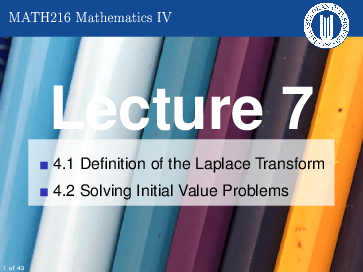 MATH216 Mathematics IV
Lecture 7
4.1 Definition of the Laplace Transform
4.2 Solving Initial Value Problems
1 of 43